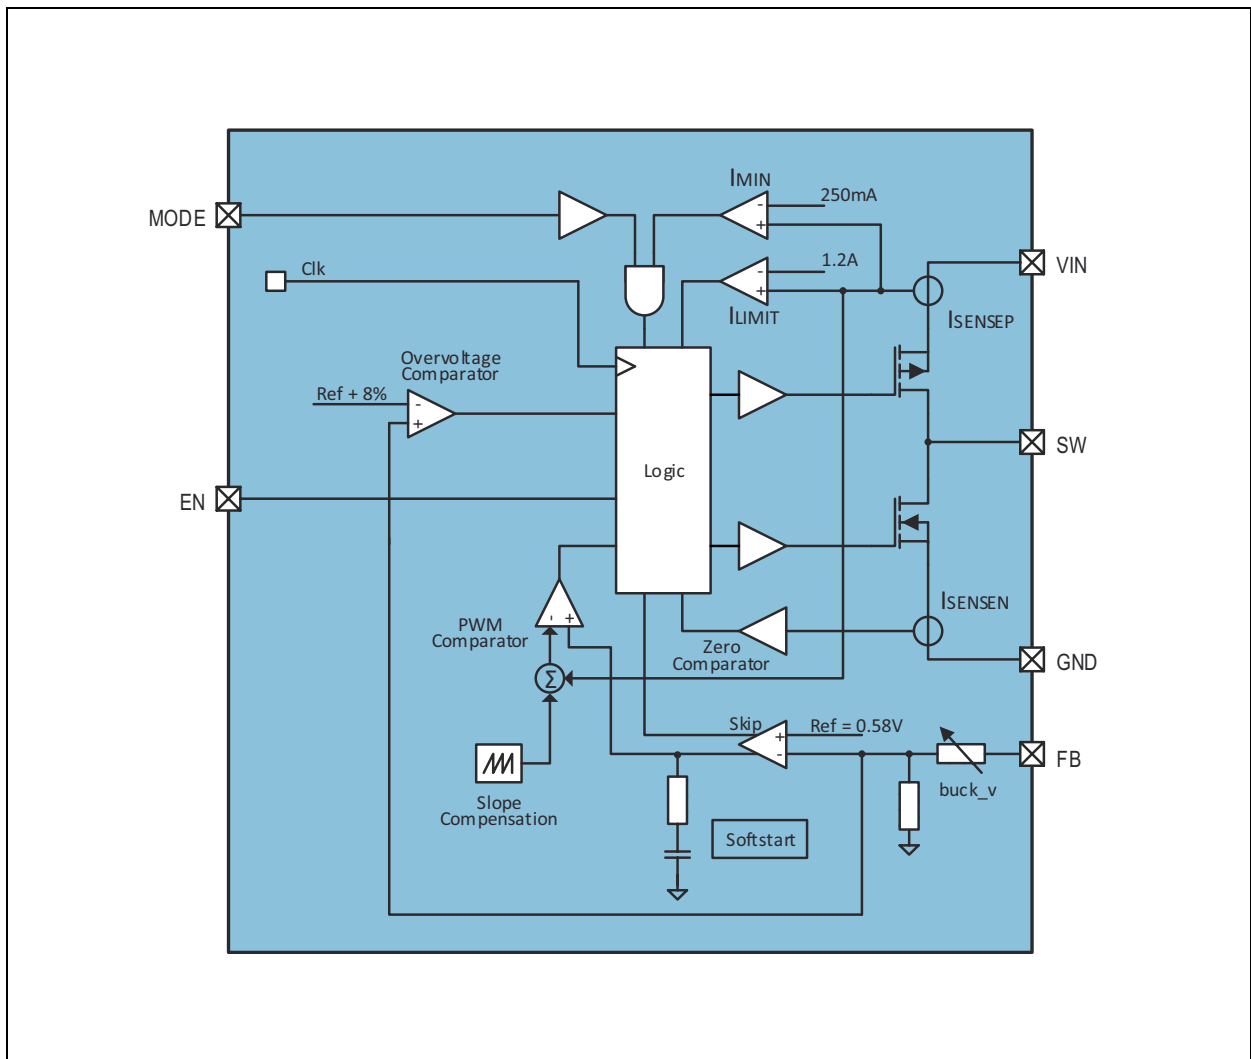 IMIN
250mA
MODE
Clk
1.2A
VIN
ILIMIT
ISENSEP
Overvoltage
Comparator
Ref + 8%
-
+
-
+
-
+
SW
Logic
EN
ISENSEN
PWM
Comparator
-
+
Zero
Comparator
GND
Σ
Skip
Ref = 0.58V
+
-
FB
buck_v
Slope
Compensation
Softstart